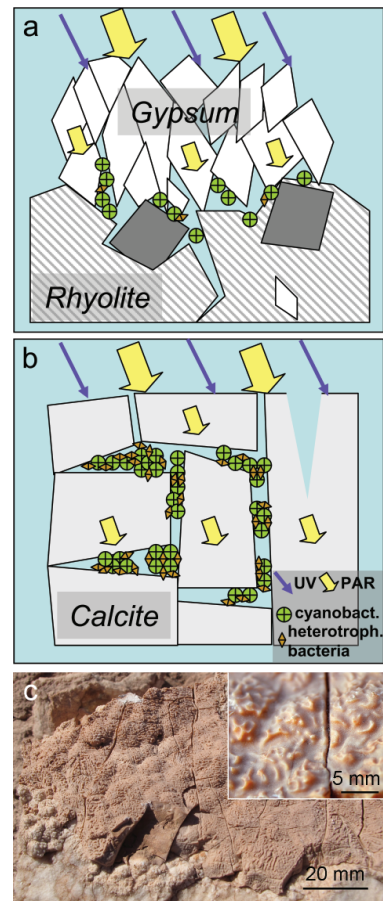 a
Gypsum
Rhyolite
b
UV PAR
cyanobact.
heterotroph.
bacteria
Calcite
c
5 mm
20 mm